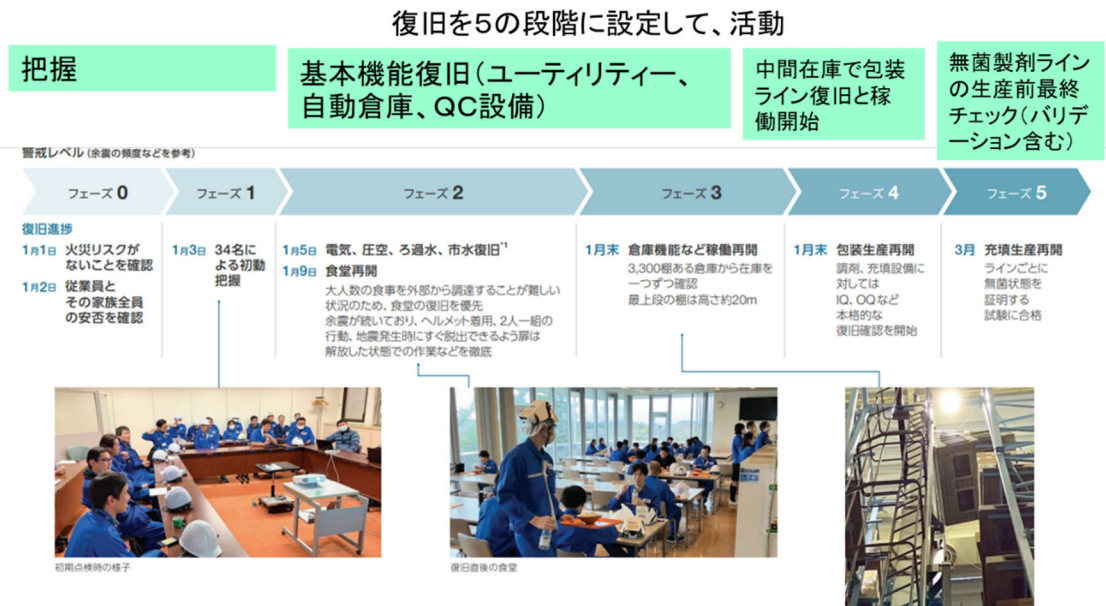 復旧を5の段階に設定して、活動
把握
基本機能復旧(ユーティリティー、
自動倉庫、QC設備)
中間在庫で包装
ライン復旧と稼
働開始
無菌製剤ライン
の生産前最終
チェック(バリデ
ーション含む)
警戒レベル(余震の頻度などを参考)
フェーズ 0
フェーズ 1
フェーズ 2
フェーズ 3
フェーズ 4
フェーズ 5
復旧進捗
1月1日 火災リスクが
ないことを確認
1月2日 従業員と
その家族全員
の安否を確認
1月3日 34名に
よる初動
把握
1月5日 電気、圧空、ろ過水、市水復旧*1
1月9日 食堂再開
大人数の食事を外部から調達することが難しい
状況のため、食堂の復旧を優先
余震が続いており、ヘルメット着用、2人一組の
行動、地震発生時にすぐ脱出できるよう扉は
解放した状態での作業などを徹底
1月末 倉庫機能など稼働再開
3,300棚ある倉庫から在庫を
一つずつ確認
最上段の棚は高さ約20m
1月末 包装生産再開
調剤、充填設備に
対しては
IQ、OQなど
本格的な
復旧確認を開始
3月 充填生産再開
ラインごとに
無菌状態を
証明する
試験に合格
初期点検時の様子
復旧直後の食堂